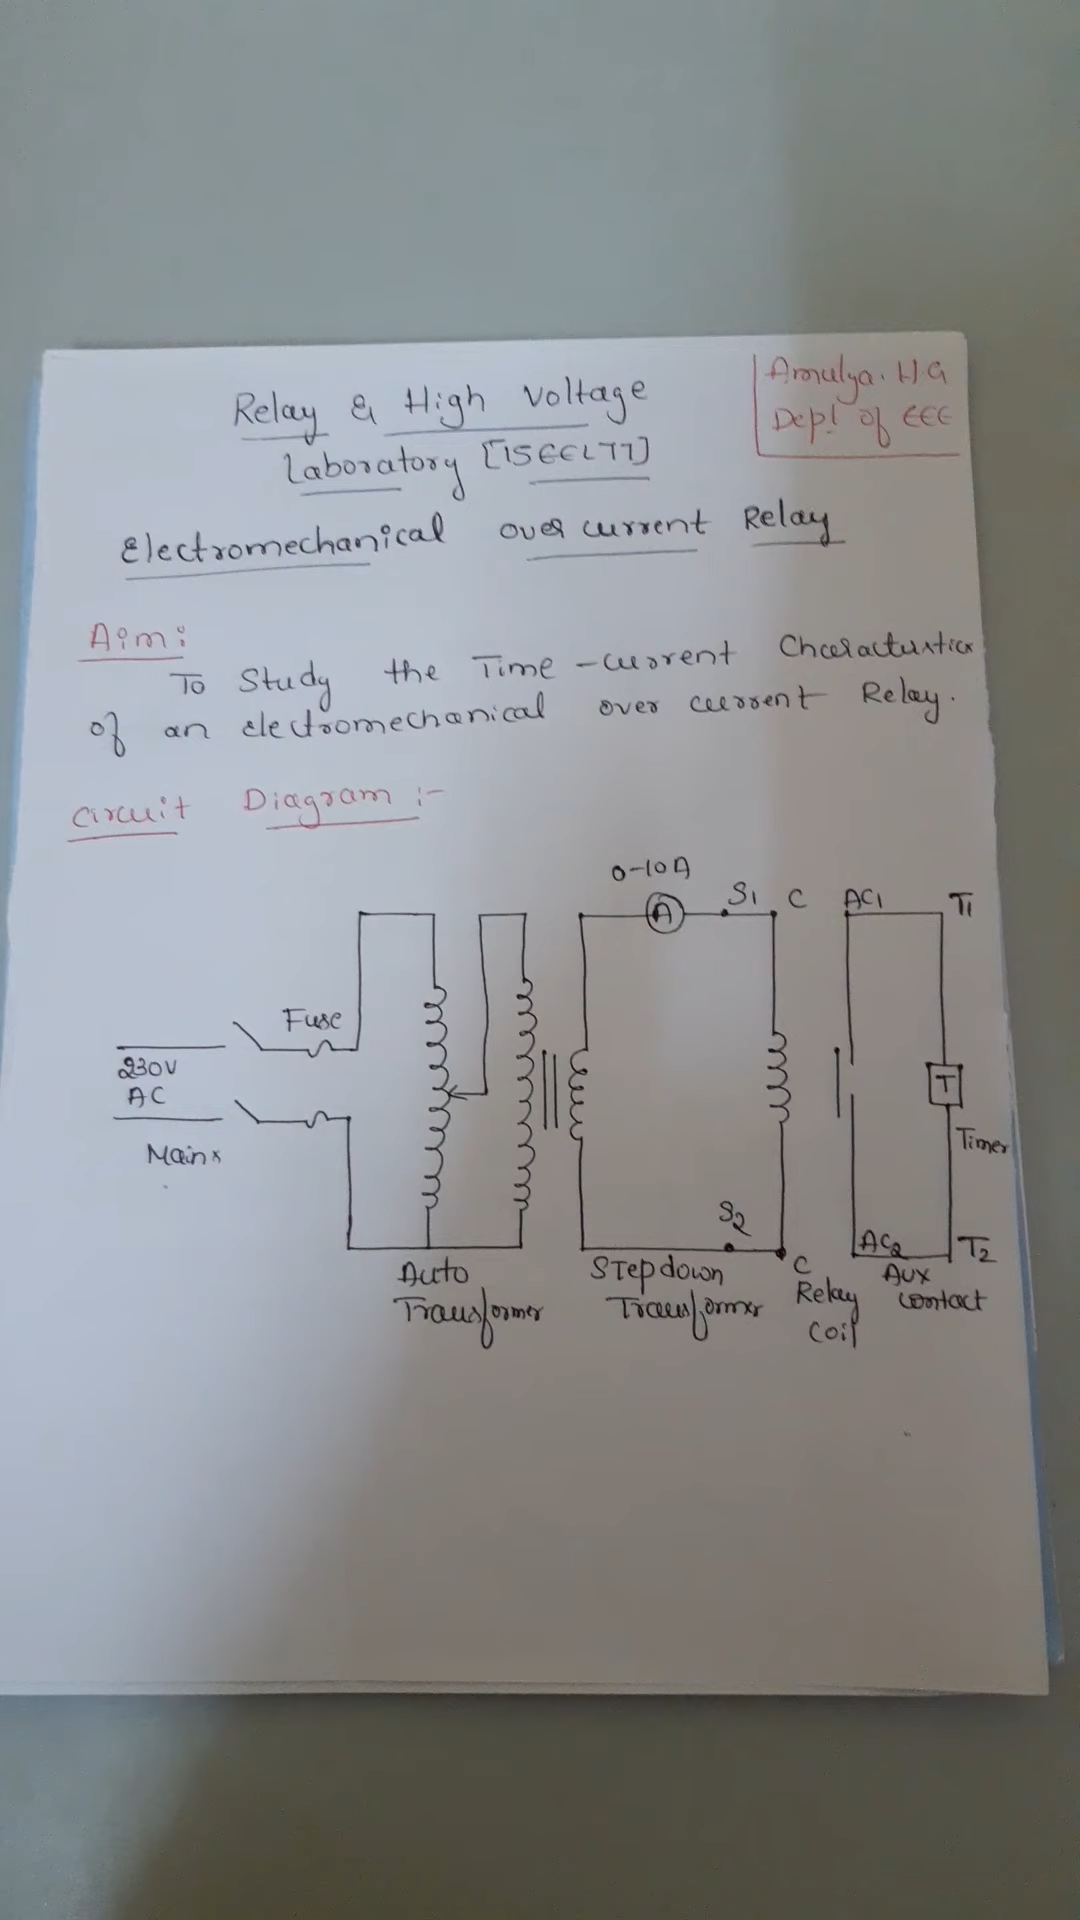 Relay & High Voltage
Laboratory [15EEL77]
Amulya. H.G
Dept of EEE
Electromechanical over current Relay
Aim:
To Study the Time-current Characteristics
of an electromechanical over current Relay.
Circuit Diagram :-
0-10A
A
S1 C AC1 T1
Fuse
230V
AC
Mains
T
Timer
S2
AC2 T2
Auto
Transformer
Stepdown
Transformer
C
Relay
Coil
Aux
Contact